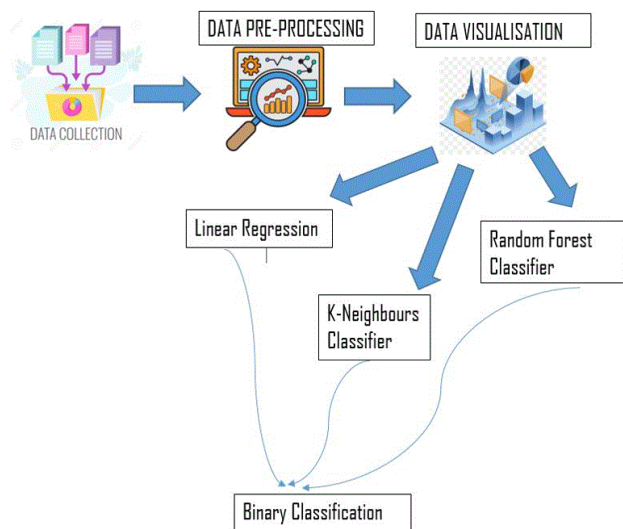 DATA PRE-PROCESSING
DATA VISUALISATION
DATA COLLECTION
Linear Regression
Random Forest
Classifier
K-Neighbours
Classifier
Binary Classification